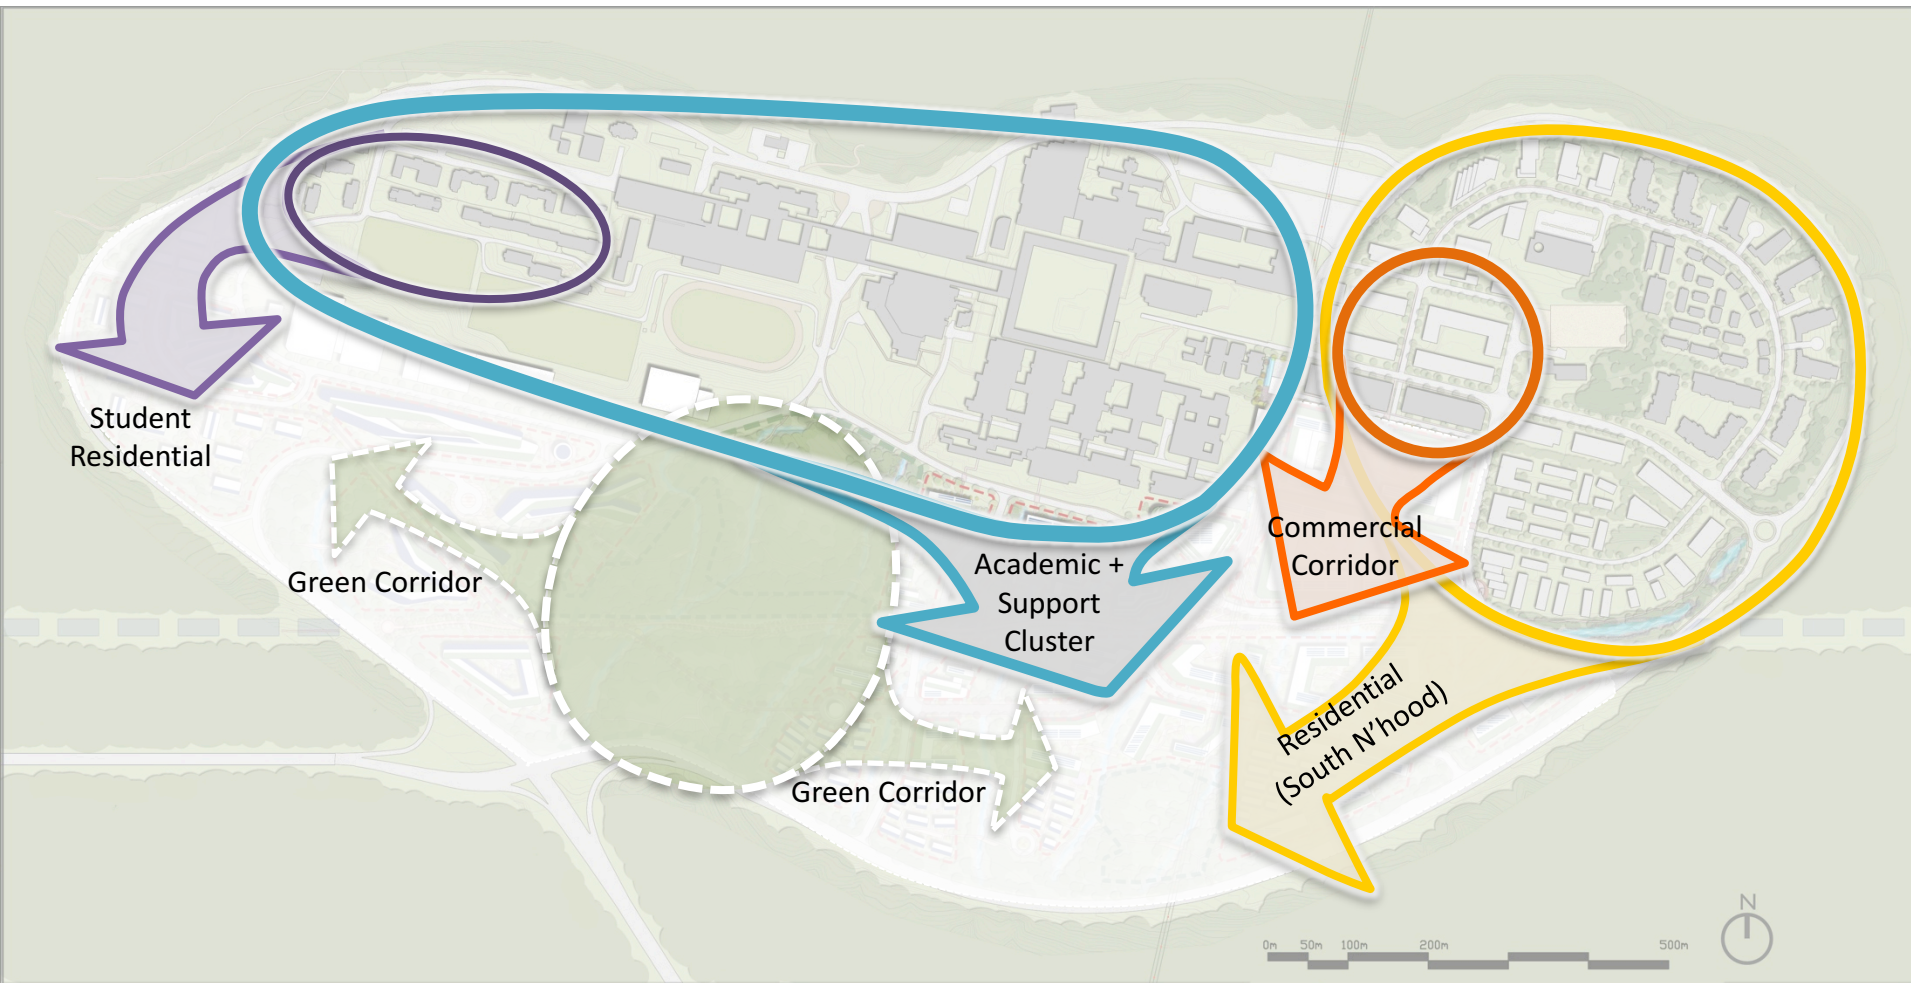 Student
Residential
Green Corridor
Academic +
Support
Cluster
Commercial
Corridor
Residential
(South N'hood)
Green Corridor
N
0m 50m 100m 200m 500m